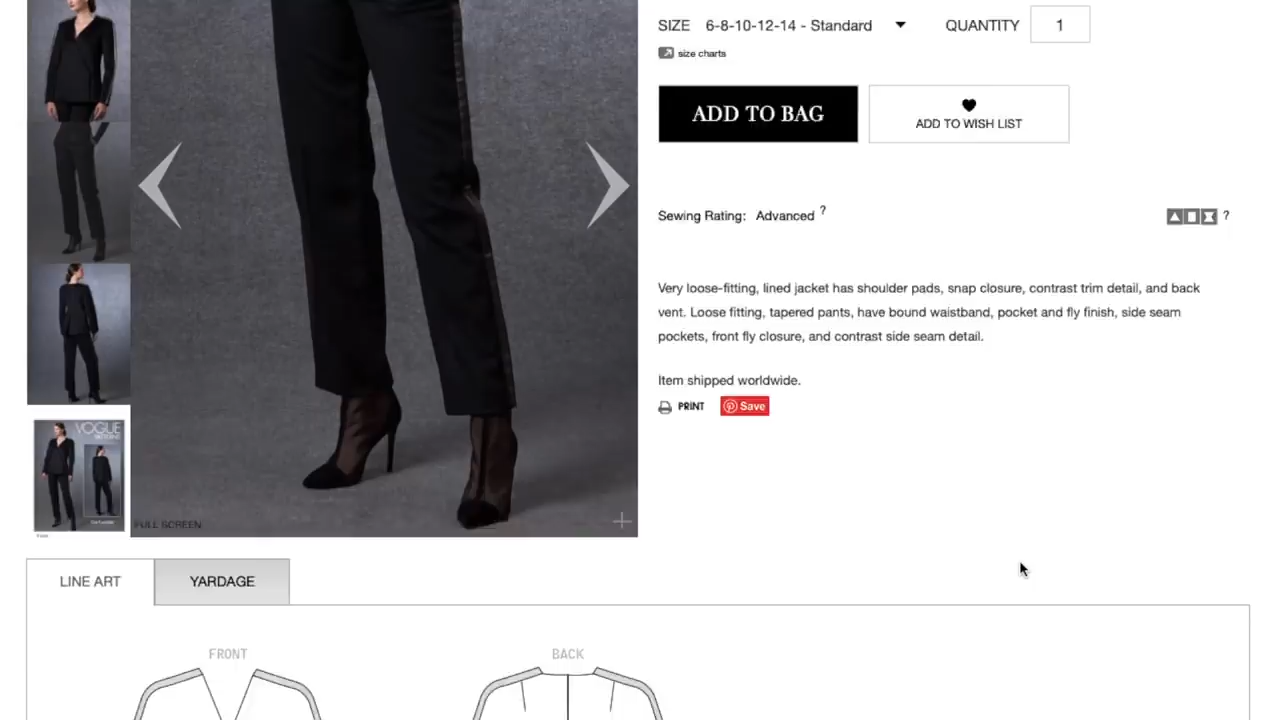 SIZE 6-8-10-12-14 - Standard QUANTITY 1
size charts
ADD TO BAG
ADD TO WISH LIST
Sewing Rating: Advanced ?
?
Very loose-fitting, lined jacket has shoulder pads, snap closure, contrast trim detail, and back
vent. Loose fitting, tapered pants, have bound waistband, pocket and fly finish, side seam
pockets, front fly closure, and contrast side seam detail.
Item shipped worldwide.
PRINT Save
VOGUE
FULL SCREEN
LINE ART YARDAGE
FRONT BACK